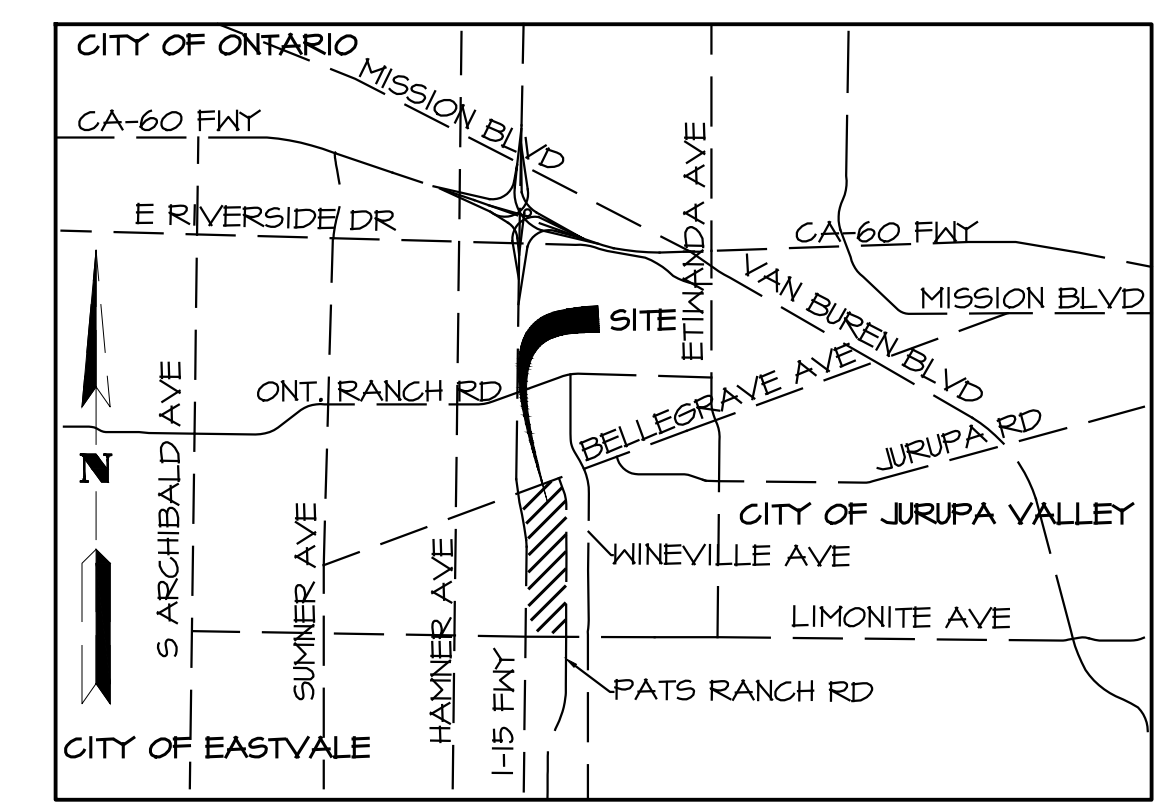 CITY OF ONTARIO
MISSION BLVD
CA-60 FWY
ETIWANDA AVE
E RIVERSIDE DR
CA-60 FWY
VAN BUREN BLVD
MISSION BLVD
SITE
ONT. RANCH RD
BELLEGRAVE AVE
S ARCHIBALD AVE
JURUPA RD
N
CITY OF JURUPA VALLEY
SUMNER AVE
HAMNER AVE
WINEVILLE AVE
LIMONITE AVE
I-15 FWY
PATS RANCH RD
CITY OF EASTVALE